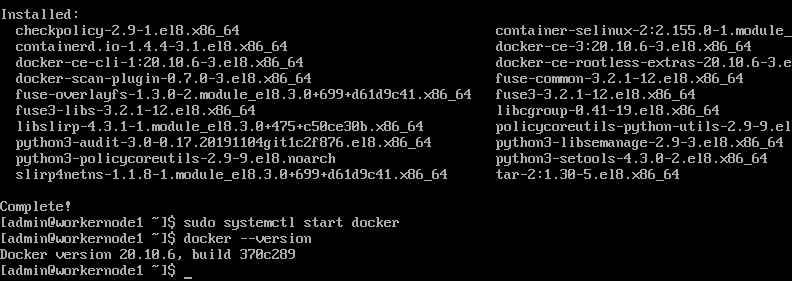 Installed:
checkpolicy-2.9-1.el8.x86_64 container-selinux-2:2.155.0-1.module_
containerd.io-1.4.4-3.1.el8.x86_64 docker-ce-3:20.10.6-3.el8.x86_64
docker-ce-cli-1:20.10.6-3.el8.x86_64 docker-ce-rootless-extras-20.10.6-3.e
docker-scan-plugin-0.7.0-3.el8.x86_64 fuse-common-3.2.1-12.el8.x86_64
fuse-overlayfs-1.3.0-2.module_el8.3.0+699+d61d9c41.x86_64 fuse3-3.2.1-12.el8.x86_64
fuse3-libs-3.2.1-12.el8.x86_64 libcgroup-0.41-19.el8.x86_64
libslirp-4.3.1-1.module_el8.3.0+475+c50ce30b.x86_64 policycoreutils-python-utils-2.9-9.el
python3-audit-3.0-0.17.20191104git1c2f876.el8.x86_64 python3-libsemanage-2.9-3.el8.x86_64
python3-policycoreutils-2.9-9.el8.noarch python3-setools-4.3.0-2.el8.x86_64
slirp4netns-1.1.8-1.module_el8.3.0+699+d61d9c41.x86_64 tar-2:1.30-5.el8.x86_64
Complete!
[admin@workernode1 ~]$ sudo systemctl start docker
[admin@workernode1 ~]$ docker --version
Docker version 20.10.6, build 370c289
[admin@workernode1 ~]$ _